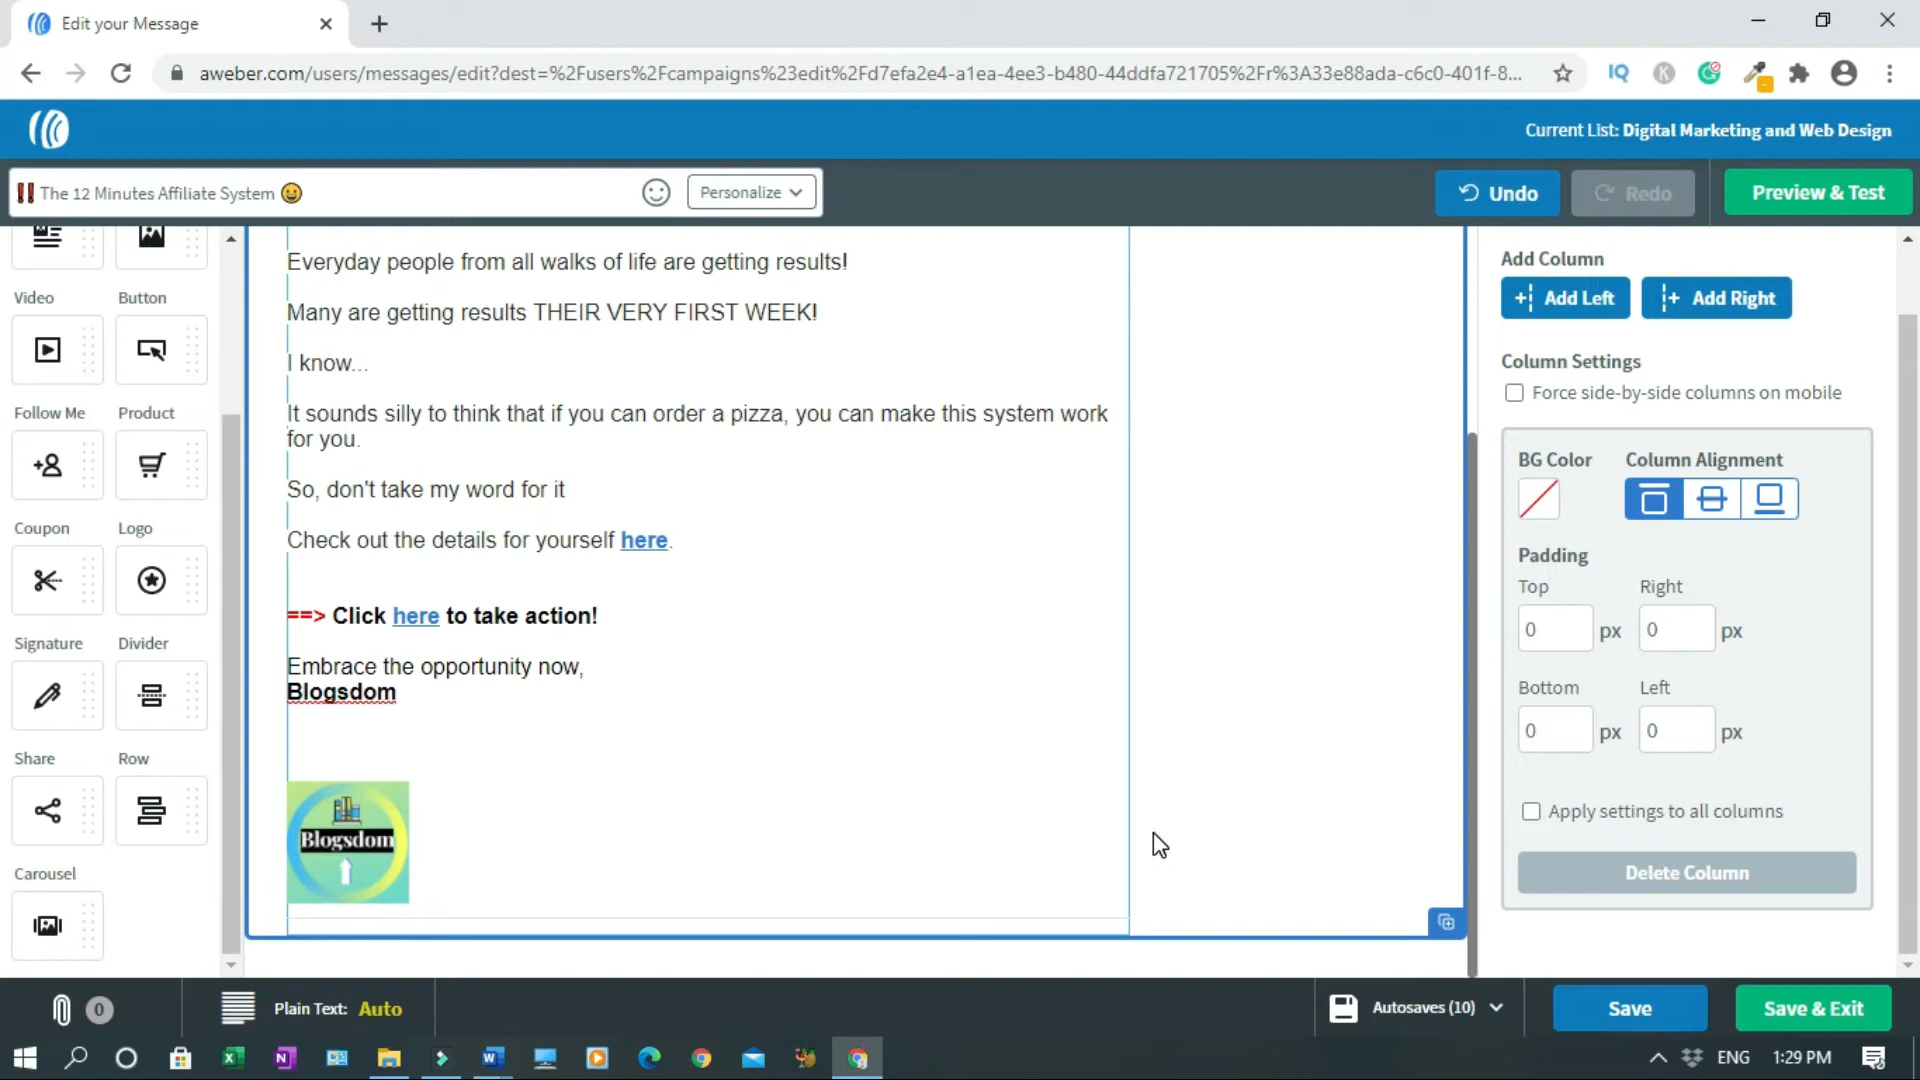 Edit your Message
aweber.com/users/messages/edit?dest=%2Fusers%2Fcampaigns%23edit%2Fd7efa2e4-a1ea-4ee3-b480-44ddfa721705%2Fr%3A33e88ada-c6c0-401f-8...
IQ
Current List: Digital Marketing and Web Design
‼ The 12 Minutes Affiliate System 😀
Personalize
Undo
Redo
Preview & Test
Video
Button
Follow Me
Product
Coupon
Logo
Signature
Divider
Share
Row
Carousel
Everyday people from all walks of life are getting results!
Many are getting results THEIR VERY FIRST WEEK!
I know...
It sounds silly to think that if you can order a pizza, you can make this system work
for you.
So, don't take my word for it
Check out the details for yourself here.
==> Click here to take action!
Embrace the opportunity now,
Blogsdom
Blogsdom
Add Column
Add Left
Add Right
Column Settings
Force side-by-side columns on mobile
BG Color
Column Alignment
Padding
Top
Right
0 px
0 px
Bottom
Left
0 px
0 px
Apply settings to all columns
Delete Column
0
Plain Text: Auto
Autosaves (10)
Save
Save & Exit
ENG
1:29 PM